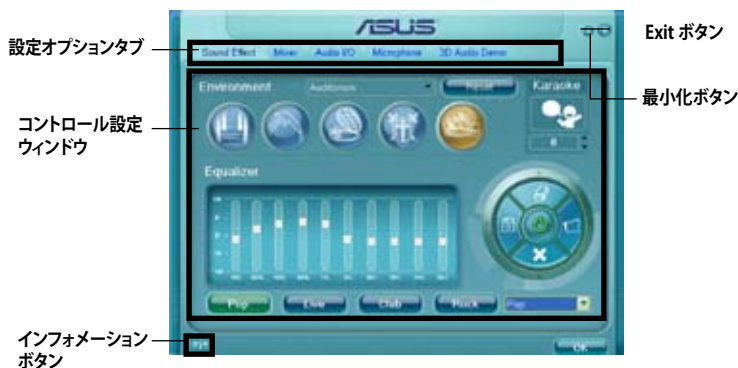 ASUS
Exit ボタン
設定オプションタブ
Sound Effect Mixer Audio I/O Microphone 3D Audio Demo
最小化ボタン
Environment Auditorium Reset Karaoke
コントロール設定
ウィンドウ
0
Equalizer
Pop Live Club Rock Pop
インフォメーション
ボタン
OK